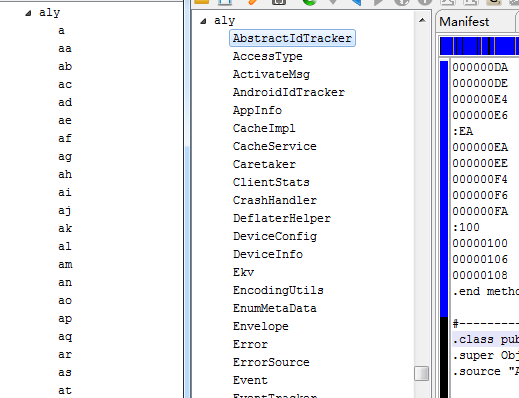 aly
a
aa
ab
ac
ad
ae
af
ag
ah
ai
aj
ak
al
am
an
ao
ap
aq
ar
as
at
aly
AbstractIdTracker
AccessType
ActivateMsg
AndroidIdTracker
AppInfo
CacheImpl
CacheService
Caretaker
ClientStats
CrashHandler
DeflaterHelper
DeviceConfig
DeviceInfo
Ekv
EncodingUtils
EnumMetaData
Envelope
Error
ErrorSource
Event
EventTracker
Manifest
000000DA
000000DE
000000E4
000000E6
:EA
000000EA
000000EE
000000F4
000000F6
000000FA
:100
00000100
00000106
00000108
.end metho
#----------
.class pub
.super Obj
.source "A